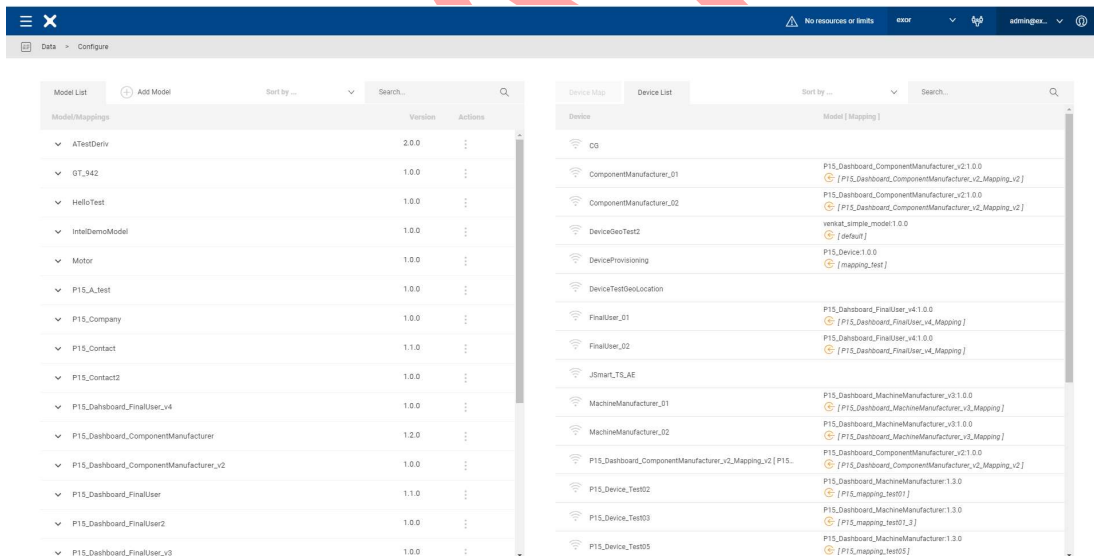 No resources or limits exor admin@ex...
Data > Configure
Model List Add Model Sort by ... Search...
Model/Mappings Version Actions
ATestDeriv 2.0.0
GT_942 1.0.0
HelloTest 1.0.0
IntelDemoModel 1.0.0
Motor 1.0.0
P15_A_test 1.0.0
P15_Company 1.0.0
P15_Contact 1.1.0
P15_Contact2 1.0.0
P15_Dahsboard_FinalUser_v4 1.0.0
P15_Dashboard_ComponentManufacturer 1.2.0
P15_Dashboard_ComponentManufacturer_v2 1.0.0
P15_Dashboard_FinalUser 1.1.0
P15_Dashboard_FinalUser2 1.0.0
P15_Dashboard_FinalUser_v3 1.0.0
Device Map Device List Sort by ... Search...
Device Model [ Mapping ]
CG
ComponentManufacturer_01 P15_Dashboard_ComponentManufacturer_v2:1.0.0
[ P15_Dashboard_ComponentManufacturer_v2_Mapping_v2 ]
ComponentManufacturer_02 P15_Dashboard_ComponentManufacturer_v2:1.0.0
[ P15_Dashboard_ComponentManufacturer_v2_Mapping_v2 ]
DeviceGeoTest2 venkat_simple_model:1.0.0
[ default ]
DeviceProvisioning P15_Device:1.0.0
[ mapping_test ]
DeviceTestGeoLocation
FinalUser_01 P15_Dahsboard_FinalUser_v4:1.0.0
[ P15_Dashboard_FinalUser_v4_Mapping ]
FinalUser_02 P15_Dahsboard_FinalUser_v4:1.0.0
[ P15_Dashboard_FinalUser_v4_Mapping ]
JSmart_TS_AE
MachineManufacturer_01 P15_Dashboard_MachineManufacturer_v3:1.0.0
[ P15_Dashboard_MachineManufacturer_v3_Mapping ]
MachineManufacturer_02 P15_Dashboard_MachineManufacturer_v3:1.0.0
[ P15_Dashboard_MachineManufacturer_v3_Mapping ]
P15_Dashboard_ComponentManufacturer_v2_Mapping_v2 [ P15.. P15_Dashboard_ComponentManufacturer_v2:1.0.0
[ P15_Dashboard_ComponentManufacturer_v2_Mapping_v2 ]
P15_Device_Test02 P15_Dashboard_MachineManufacturer:1.3.0
[ P15_mapping_test01 ]
P15_Device_Test03 P15_Dashboard_MachineManufacturer:1.3.0
[ P15_mapping_test01_3 ]
P15_Device_Test05 P15_Dashboard_MachineManufacturer:1.3.0
[ P15_mapping_test05 ]